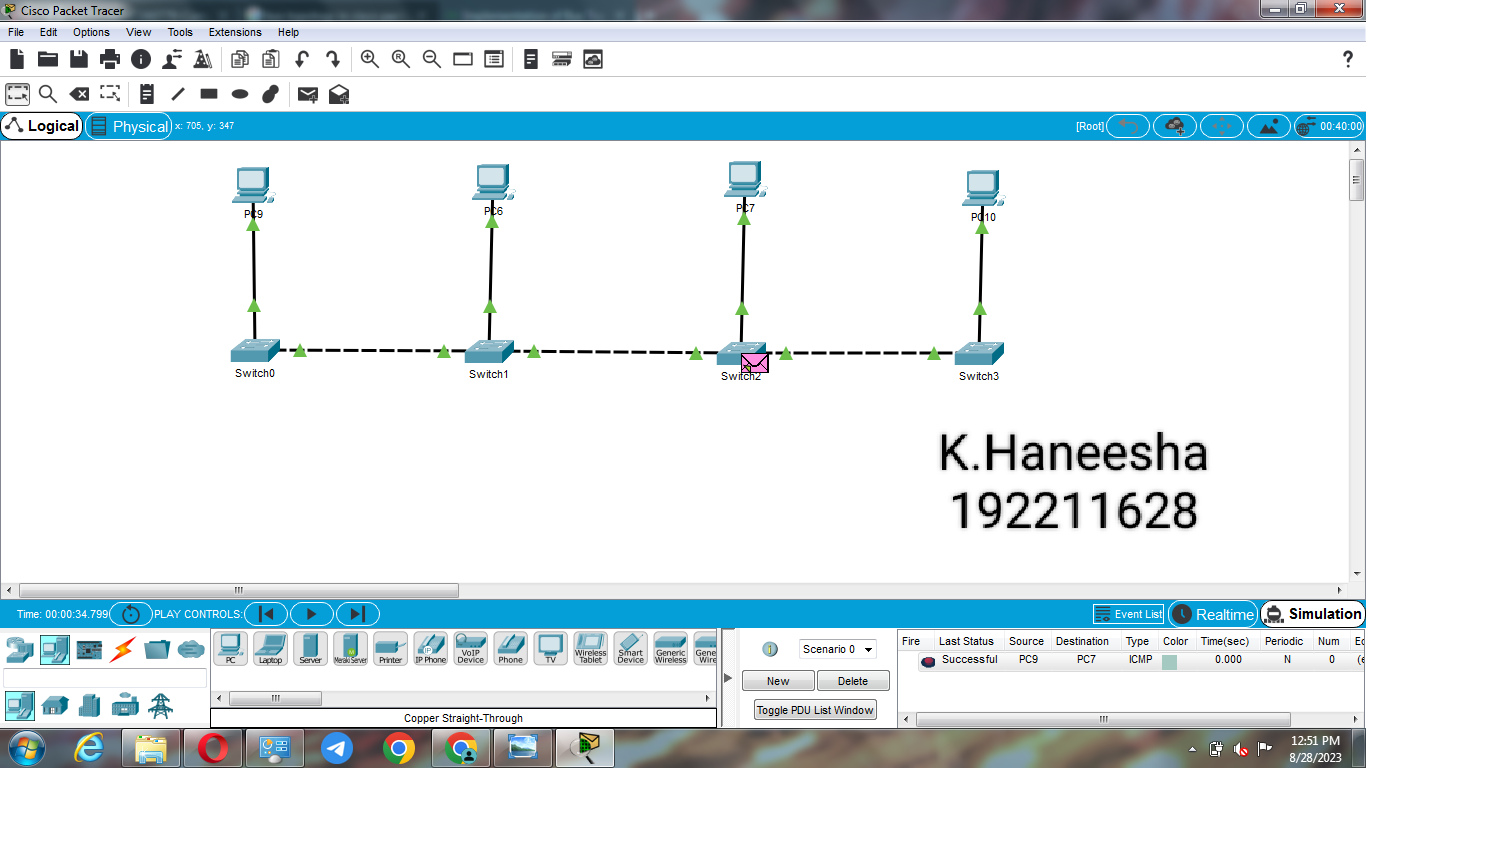 Cisco Packet Tracer
File Edit Options View Tools Extensions Help
Logical Physical x: 705, y: 347 [Root] 00:40:00
PC9 PC6 PC7 PC10
Switch0 Switch1 Switch2 Switch3
K.Haneesha
192211628
Time: 00:00:34.799 PLAY CONTROLS: Event List Realtime Simulation
PC Laptop Server Meraki Server Printer IP Phone VoIP Device Phone TV Wireless Tablet Smart Device Generic Wireless Gene Wire
Copper Straight-Through
Scenario 0
New Delete
Toggle PDU List Window
Fire Last Status Source Destination Type Color Time(sec) Periodic Num Ed
Successful PC9 PC7 ICMP 0.000 N 0 (e
12:51 PM
8/28/2023